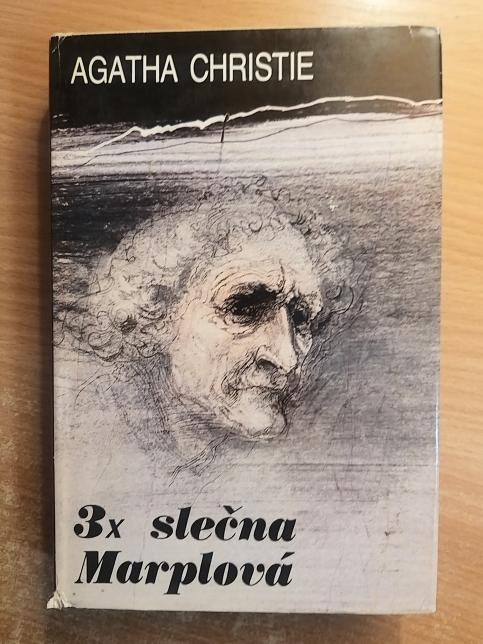 AGATHA CHRISTIE
3x slečna
Marplová